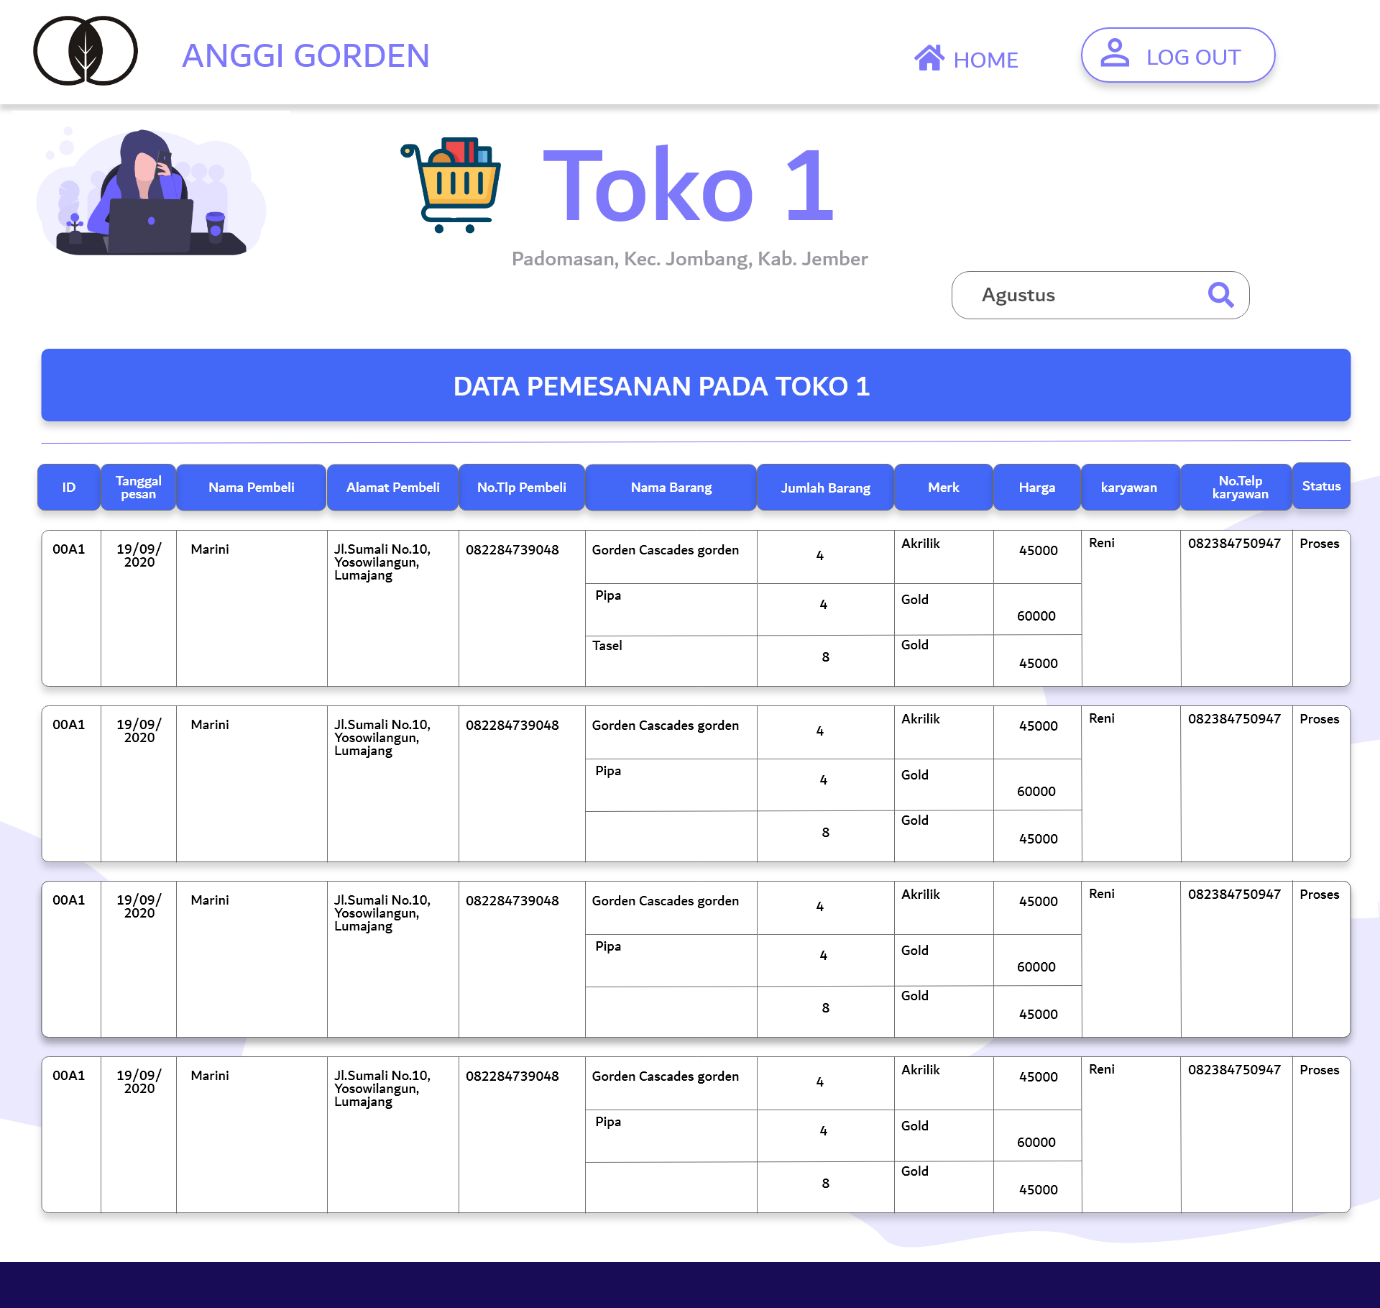 ANGGI GORDEN
HOME
LOG OUT
Toko 1
Padomasan, Kec. Jombang, Kab. Jember
Agustus
DATA PEMESANAN PADA TOKO 1
ID Tanggal pesan Nama Pembeli Alamat Pembeli No.Tlp Pembeli Nama Barang Jumlah Barang Merk Harga karyawan No.Telp karyawan Status
00A1 19/09/ Marini Jl.Sumali No.10, 082284739048 Gorden Cascades gorden 4 Akrilik 45000 Reni 082384750947 Proses
2020 Yosowilangun,
Lumajang
Pipa 4 Gold 60000
Tasel 8 Gold 45000
00A1 19/09/ Marini Jl.Sumali No.10, 082284739048 Gorden Cascades gorden 4 Akrilik 45000 Reni 082384750947 Proses
2020 Yosowilangun,
Lumajang
Pipa 4 Gold 60000
8 Gold 45000
00A1 19/09/ Marini Jl.Sumali No.10, 082284739048 Gorden Cascades gorden 4 Akrilik 45000 Reni 082384750947 Proses
2020 Yosowilangun,
Lumajang
Pipa 4 Gold 60000
8 Gold 45000
00A1 19/09/ Marini Jl.Sumali No.10, 082284739048 Gorden Cascades gorden 4 Akrilik 45000 Reni 082384750947 Proses
2020 Yosowilangun,
Lumajang
Pipa 4 Gold 60000
8 Gold 45000